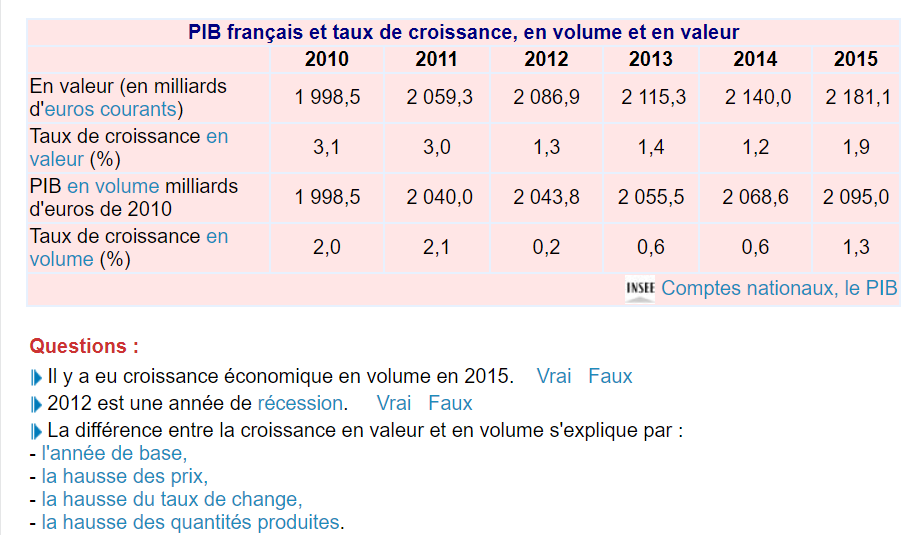 PIB français et taux de croissance, en volume et en valeur
2010 2011 2012 2013 2014 2015
En valeur (en milliards
d'euros courants) 1 998,5 2 059,3 2 086,9 2 115,3 2 140,0 2 181,1
Taux de croissance en
valeur (%) 3,1 3,0 1,3 1,4 1,2 1,9
PIB en volume milliards
d'euros de 2010 1 998,5 2 040,0 2 043,8 2 055,5 2 068,6 2 095,0
Taux de croissance en
volume (%) 2,0 2,1 0,2 0,6 0,6 1,3
INSEE Comptes nationaux, le PIB
Questions :
Il y a eu croissance économique en volume en 2015. Vrai Faux
2012 est une année de récession. Vrai Faux
La différence entre la croissance en valeur et en volume s'explique par :
- l'année de base,
- la hausse des prix,
- la hausse du taux de change,
- la hausse des quantités produites.